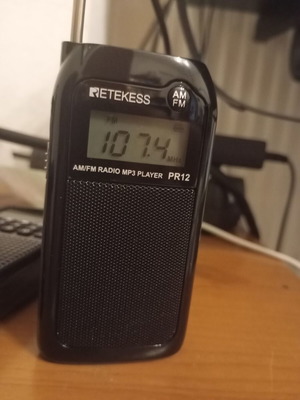 RETEKESS
AM
FM
107.4
MHz
AM/FM RADIO MP3 PLAYER PR12